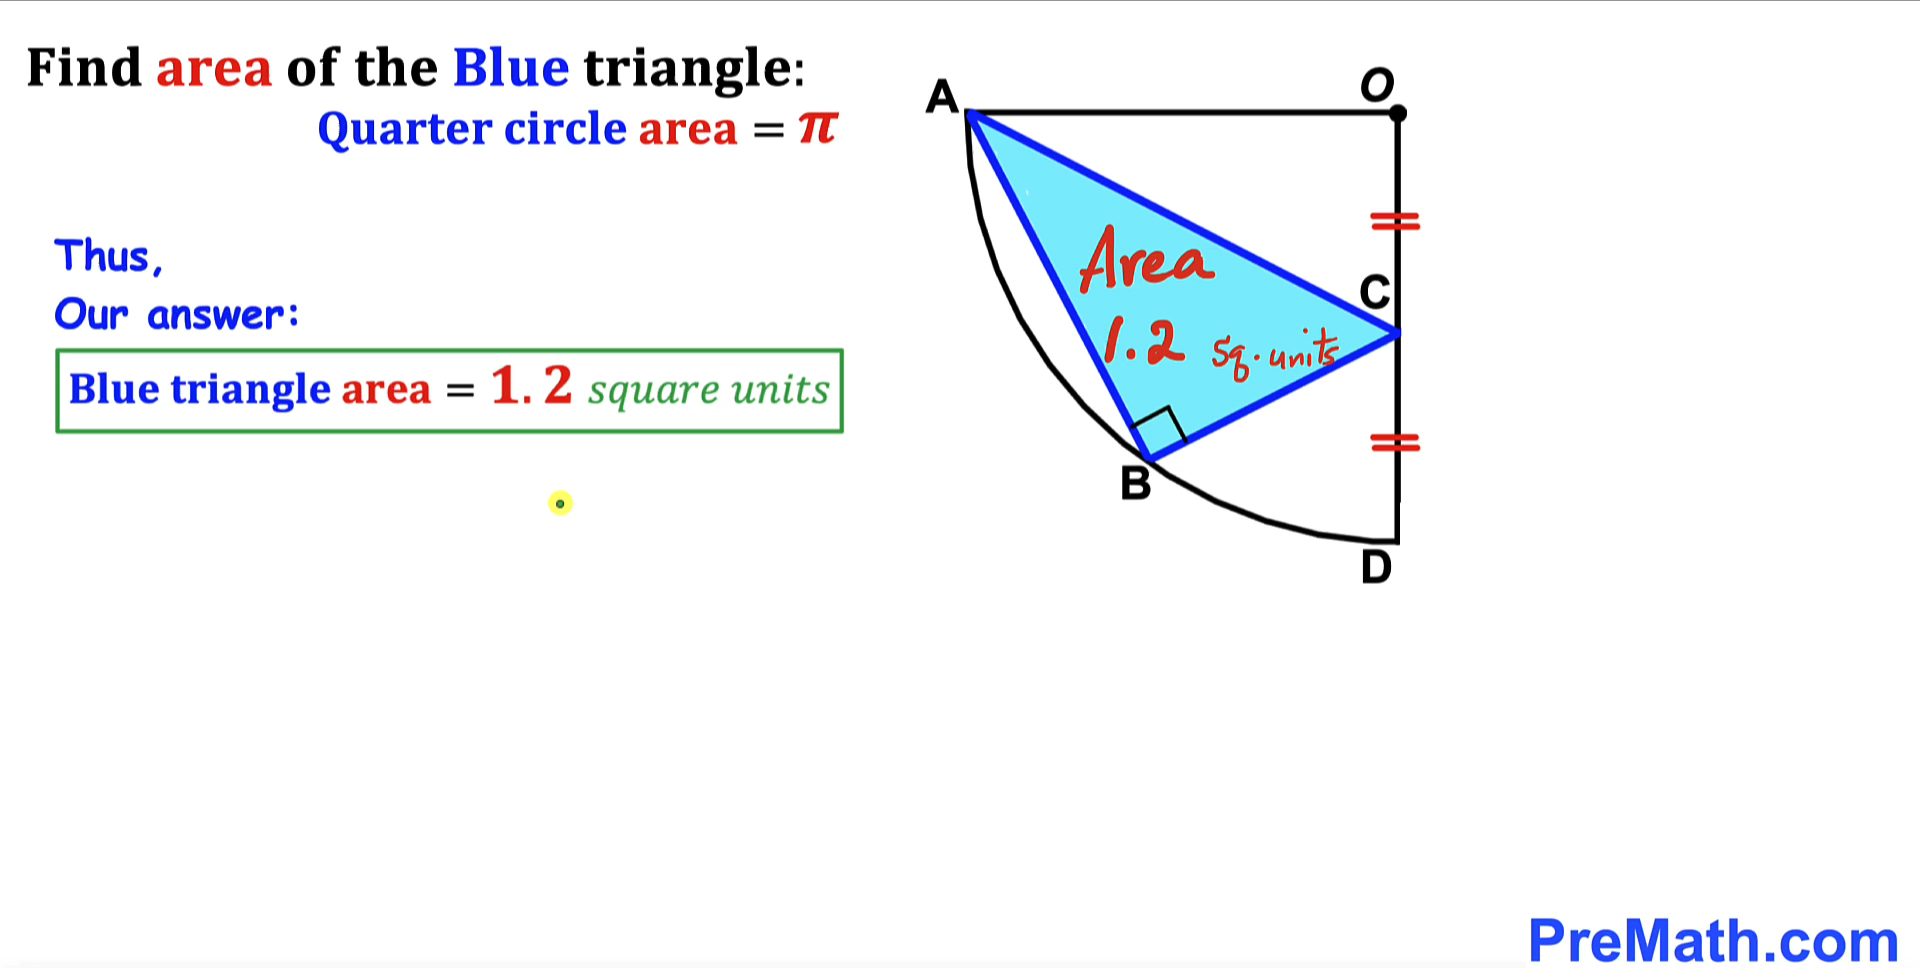 Find area of the Blue triangle:
Quarter circle area = π
Thus,
Our answer:
Blue triangle area = 1.2 square units
A
O
C
Area
1.2 sq. units
B
D
PreMath.com